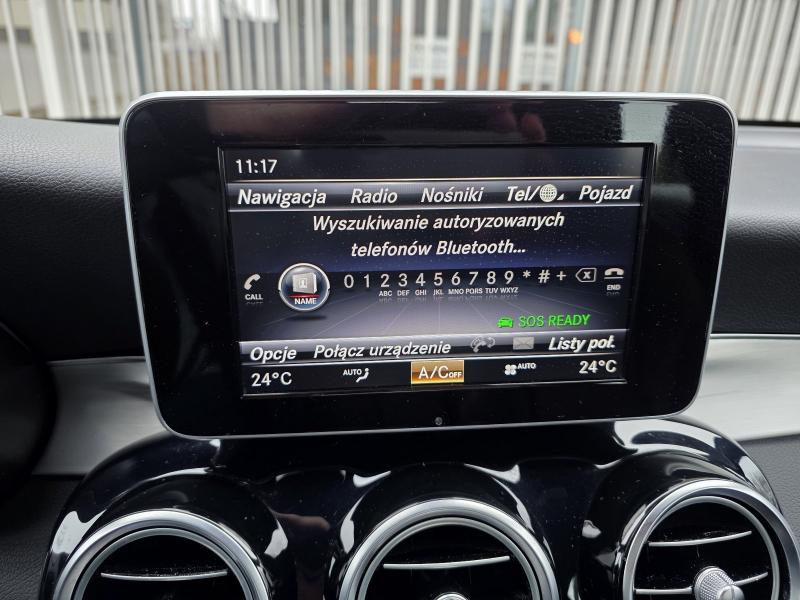 11:17
Nawigacja Radio Nośniki Tel/ Pojazd
Wyszukiwanie autoryzowanych
telefonów Bluetooth...
CALL NAME 0 1 2 3 4 5 6 7 8 9 * # + END
ABC DEF GHI JKL MNO PQRS TUV WXYZ
SOS READY
Opcje Połącz urządzenie Listy poł.
24°C AUTO A/C OFF AUTO 24°C